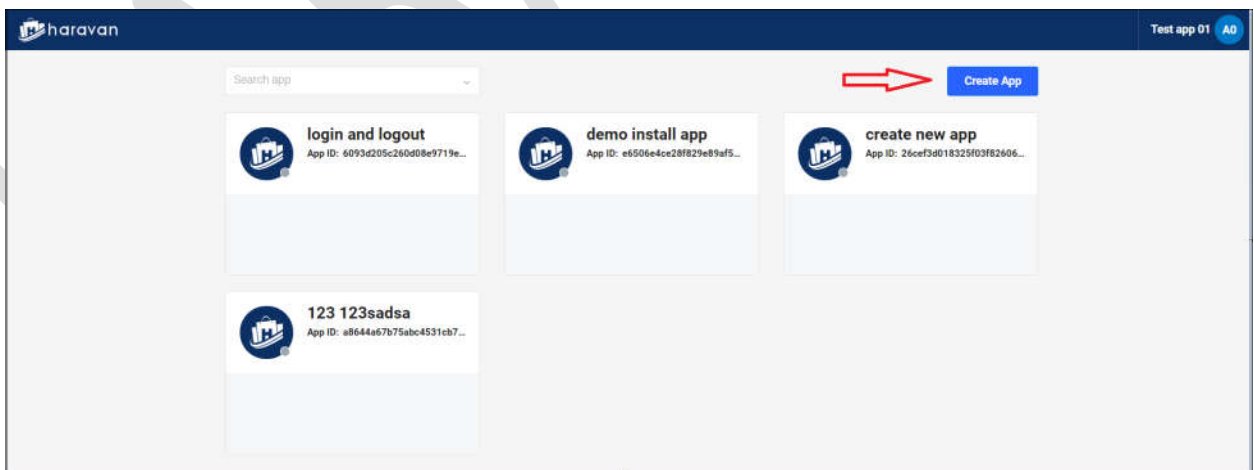 haravan
Test app 01 A0
Search app
Create App
login and logout
App ID: 6093d205c260d08e9719e...
demo install app
App ID: e6506e4ce28f829e89af5...
create new app
App ID: 26cef3d018325f03f82606...
123 123sadsa
App ID: a8644a67b75abc4531cb7...